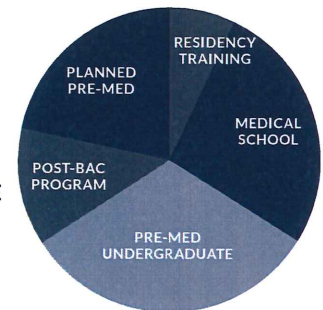 RESIDENCY
TRAINING
MEDICAL
SCHOOL
PRE-MED
UNDERGRADUATE
POST-BAC
PROGRAM
PLANNED
PRE-MED